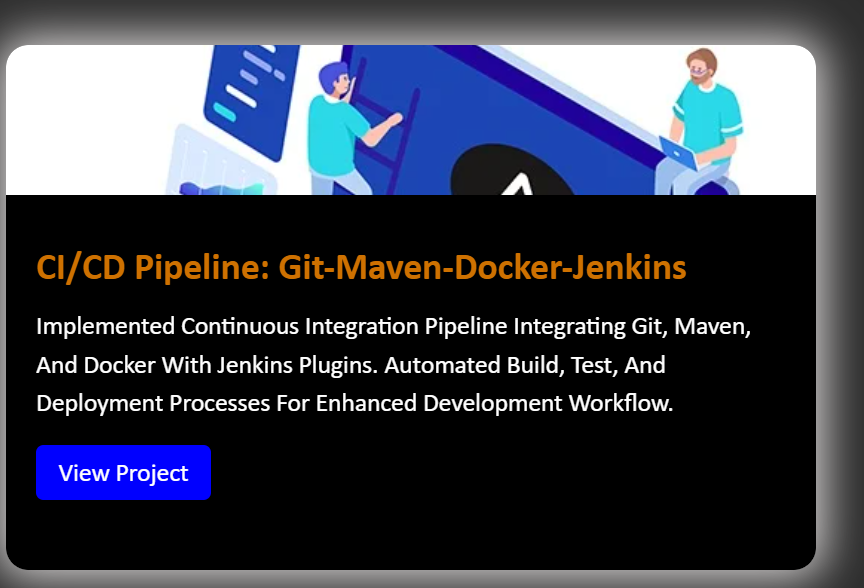 CI/CD Pipeline: Git-Maven-Docker-Jenkins
Implemented Continuous Integration Pipeline Integrating Git, Maven,
And Docker With Jenkins Plugins. Automated Build, Test, And
Deployment Processes For Enhanced Development Workflow.
View Project